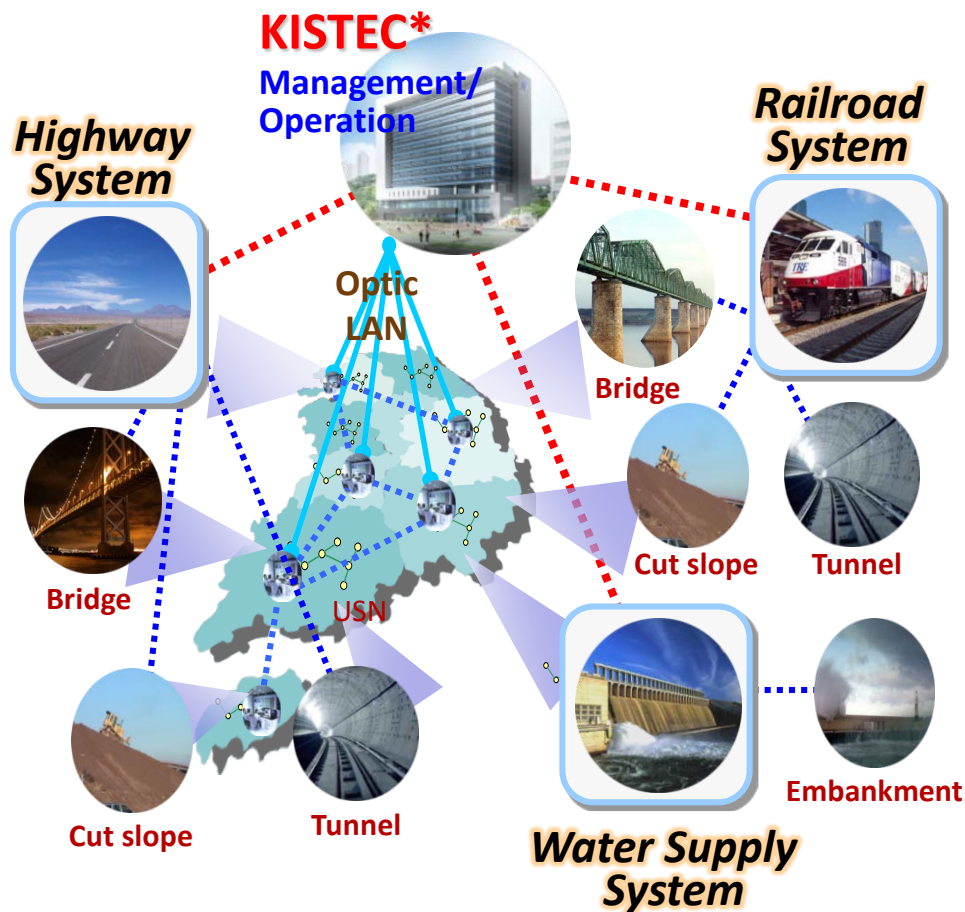 KISTEC*
Management/
Operation
Highway
System
Railroad
System
TRE
Optic
LAN
Bridge
Cut slope
Tunnel
Bridge
USN
Cut slope
Tunnel
Embankment
Water Supply
System